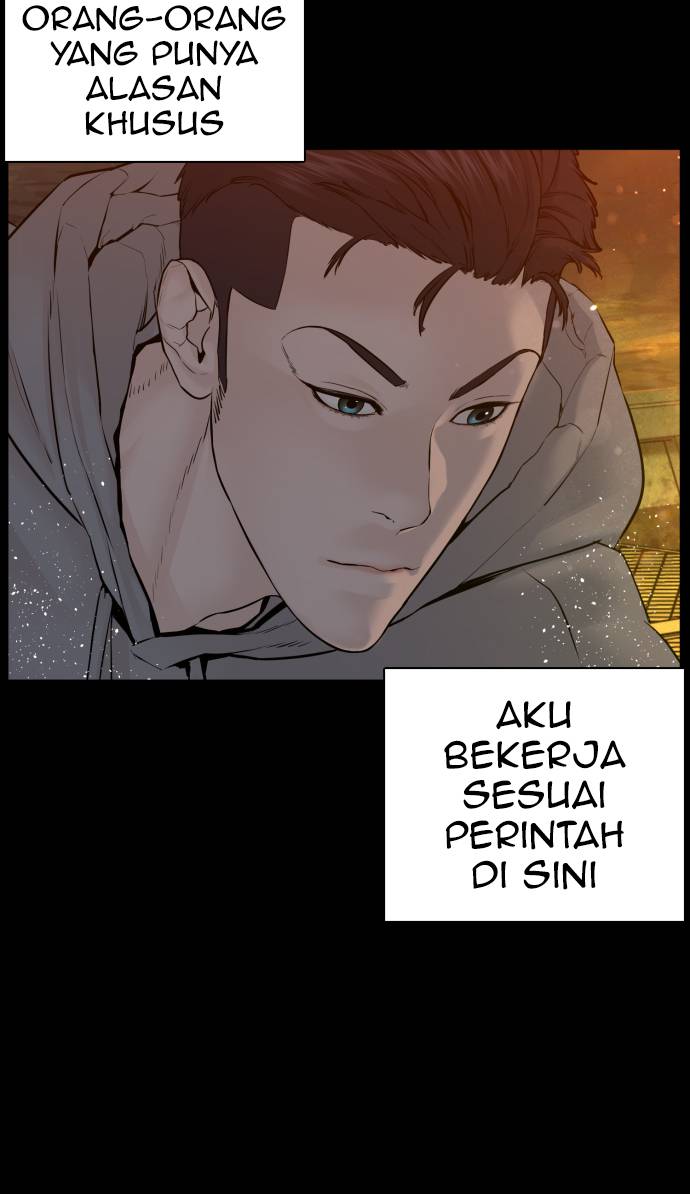 ORANG-ORANG
YANG PUNYA
ALASAN
KHUSUS
AKU
BEKERJA
SESUAI
PERINTAH
DI SINI